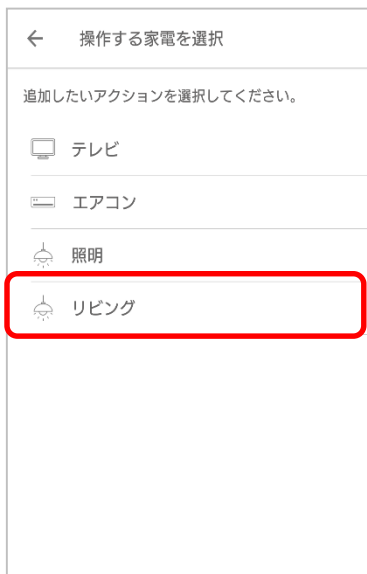 操作する家電を選択
追加したいアクションを選択してください。
テレビ
エアコン
照明
リビング